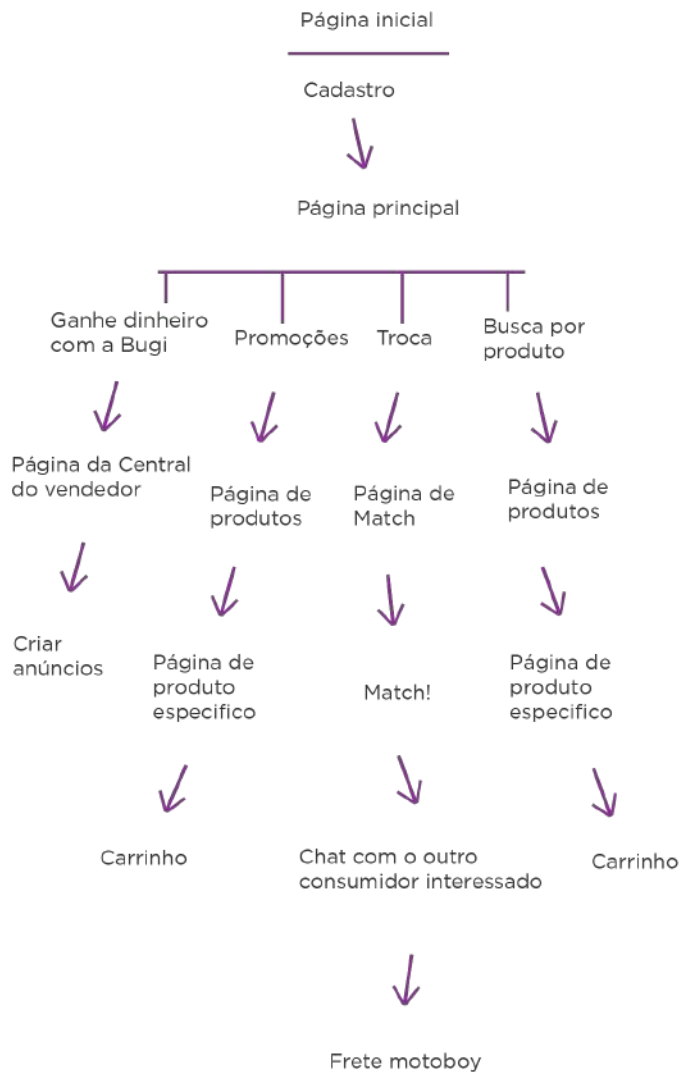 Página inicial
Cadastro
Página principal
Ganhe dinheiro
com a Bugi
Promoções
Troca
Busca por
produto
Página da Central
do vendedor
Página de
produtos
Página de
Match
Página de
produtos
Criar
anúncios
Página de
produto
especifico
Match!
Página de
produto
especifico
Carrinho
Chat com o outro
consumidor interessado
Carrinho
Frete motoboy